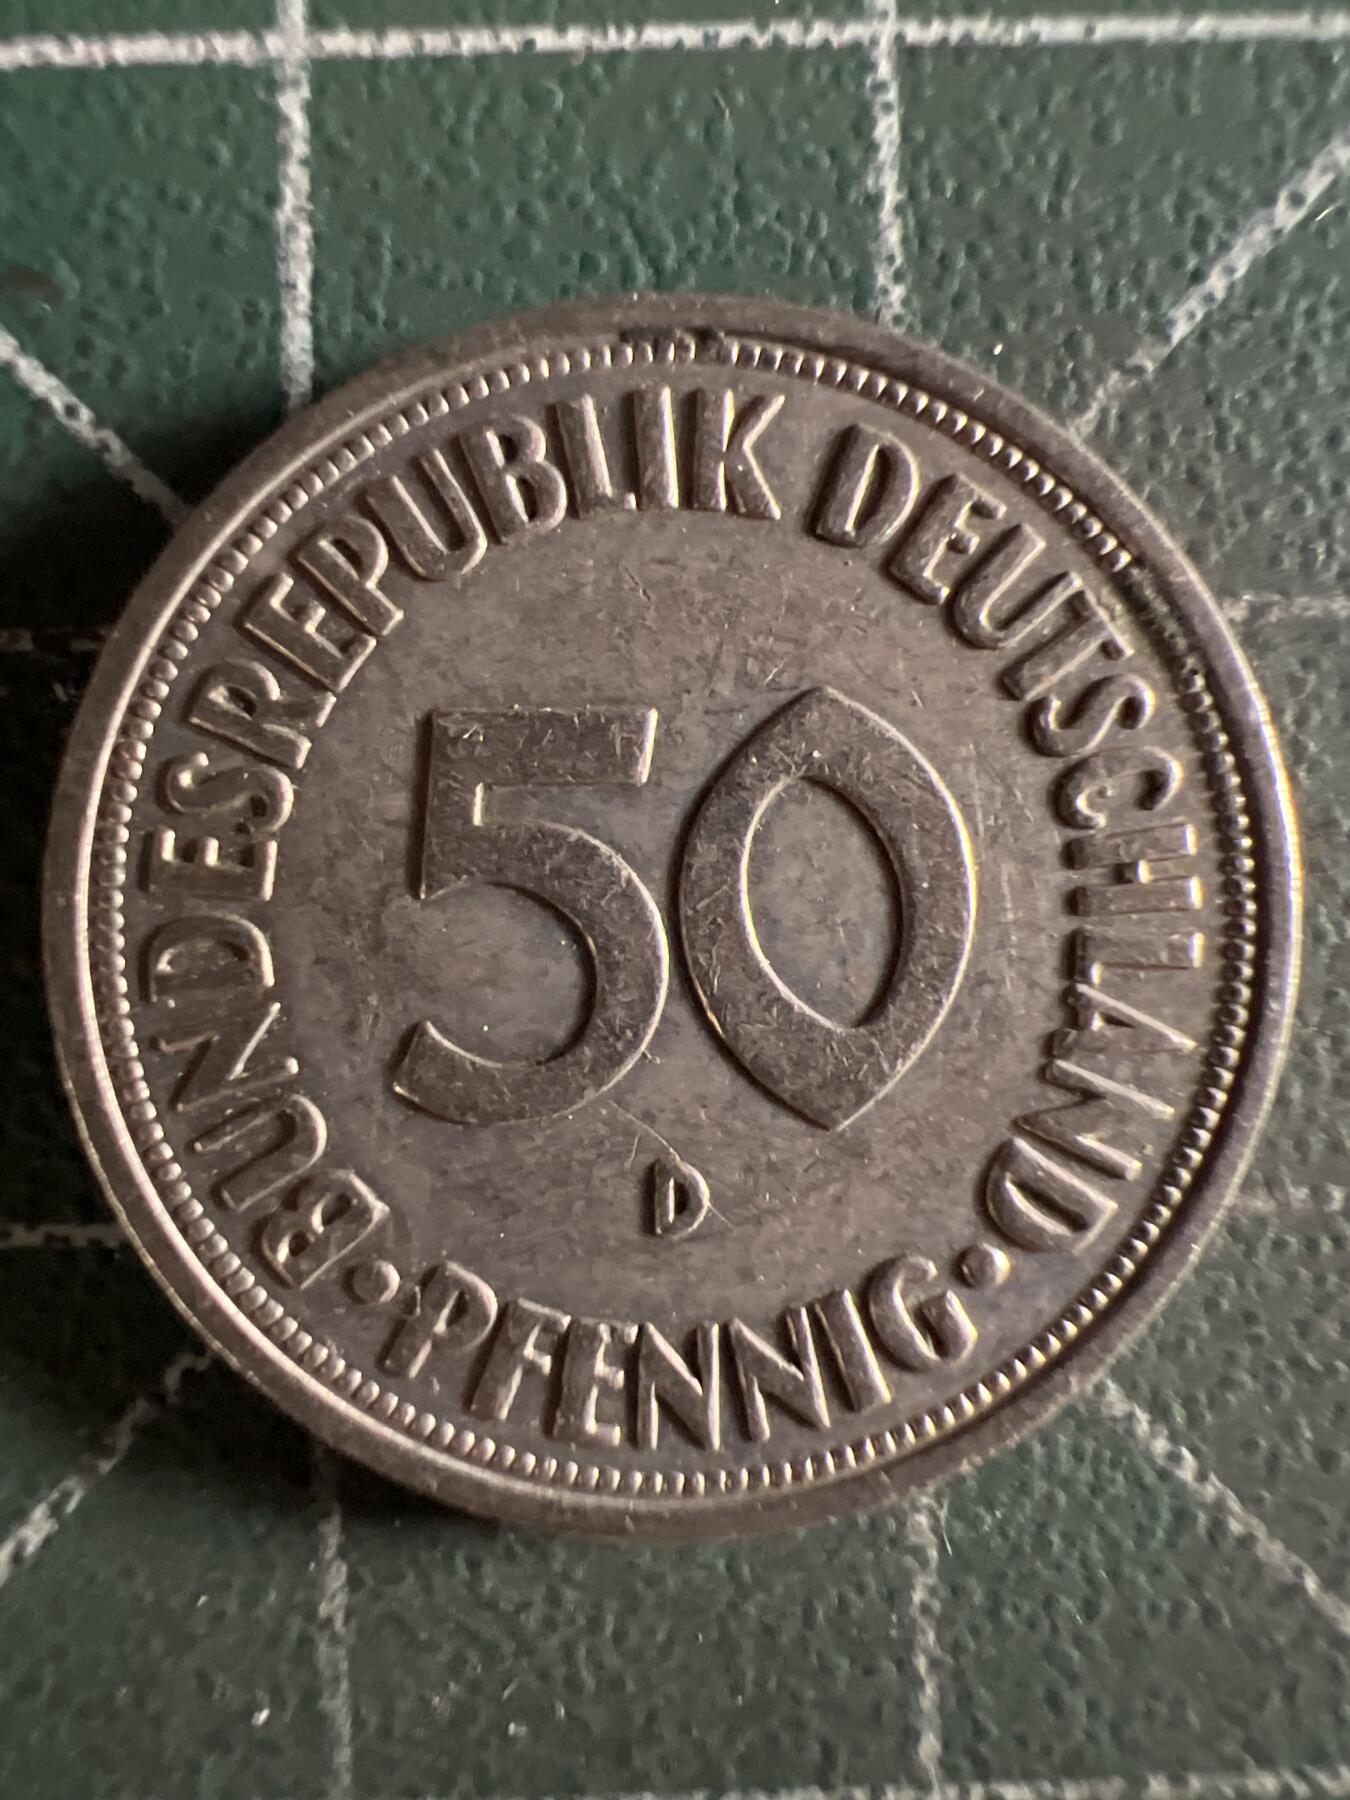 BUNDESREPUBLIK DEUTSCHLAND
50
D
• PFENNIG •